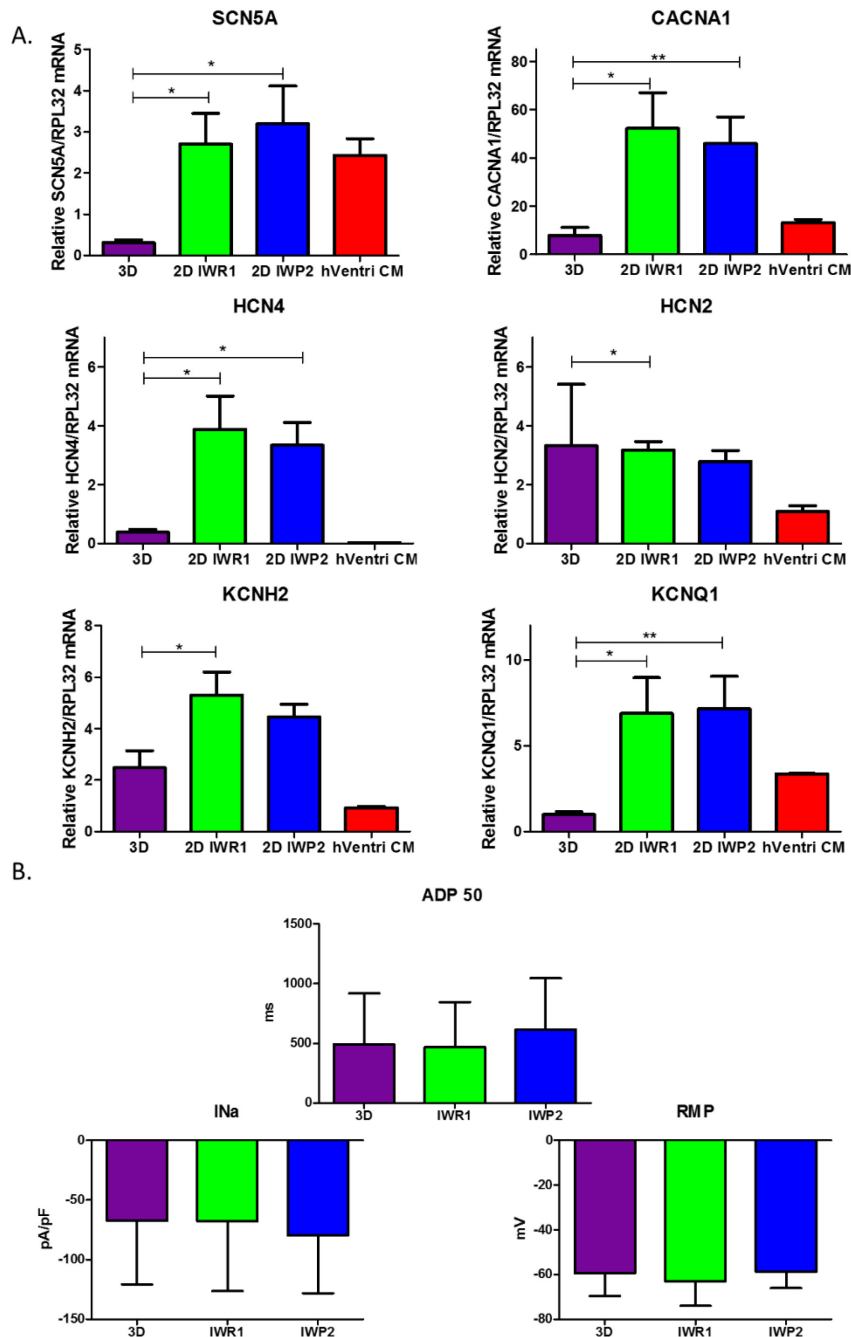 A.
SCN5A
Relative SCN5A/RPL32 mRNA
5
4
3
2
1
0
*
*
3D 2D IWR1 2D IWP2 hVentri CM
CACNA1
Relative CACNA1/RPL32 mRNA
80
60
40
20
0
**
*
3D 2D IWR1 2D IWP2 hVentri CM
HCN4
Relative HCN4/RPL32 mRNA
6
4
2
0
*
*
3D 2D IWR1 2D IWP2 hVentri CM
HCN2
Relative HCN2/RPL32 mRNA
6
4
2
0
*
3D 2D IWR1 2D IWP2 hVentri CM
KCNH2
Relative KCNH2/RPL32 mRNA
8
6
4
2
0
*
3D 2D IWR1 2D IWP2 hVentri CM
KCNQ1
Relative KCNQ1/RPL32 mRNA
10
5
0
**
*
3D 2D IWR1 2D IWP2 hVentri CM
B.
ADP 50
ms
1500
1000
500
0
3D IWR1 IWP2
INa
pA/pF
0
-50
-100
-150
3D IWR1 IWP2
RMP
mV
0
-20
-40
-60
-80
3D IWR1 IWP2